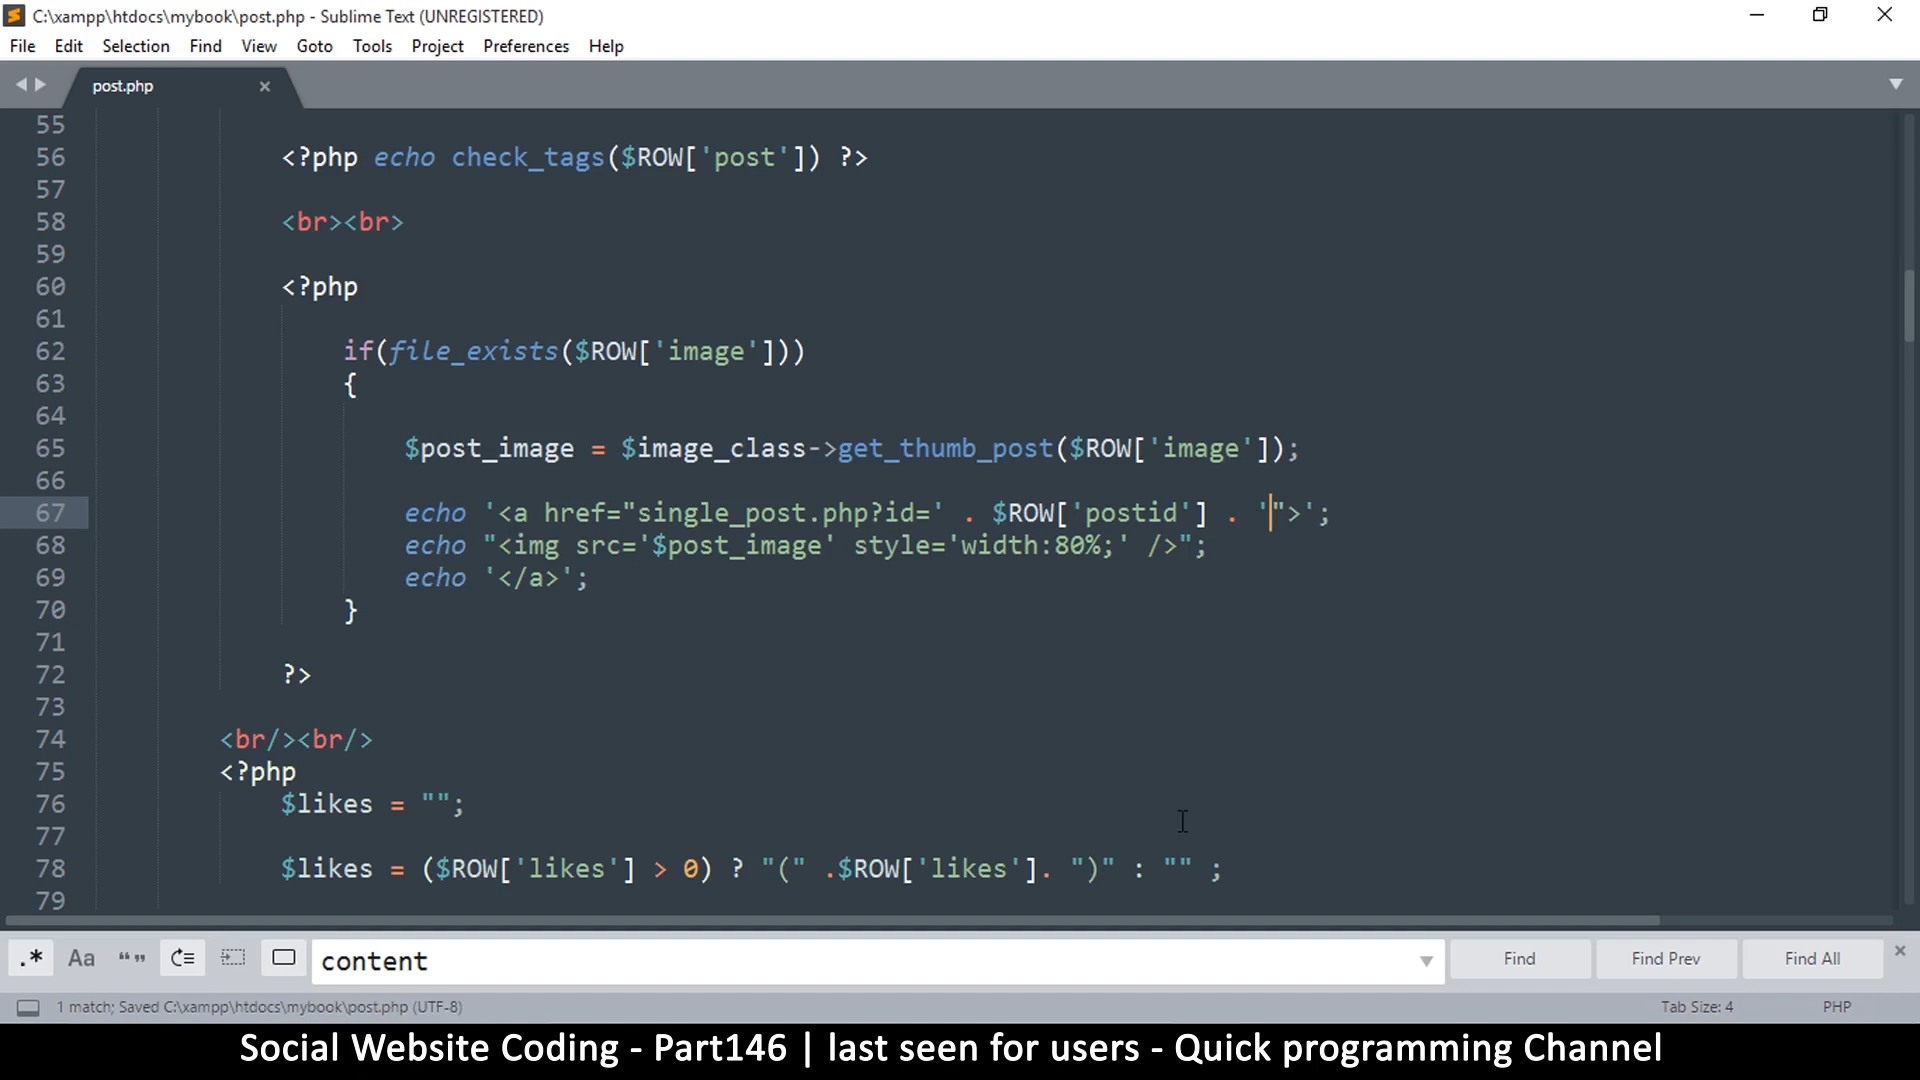 C:\xampp\htdocs\mybook\post.php - Sublime Text (UNREGISTERED)
File Edit Selection Find View Goto Tools Project Preferences Help
post.php
55
56 <?php echo check_tags($ROW['post']) ?>
57
58 <br><br>
59
60 <?php
61
62 if(file_exists($ROW['image']))
63 {
64
65 $post_image = $image_class->get_thumb_post($ROW['image']);
66
67 echo '<a href="single_post.php?id=' . $ROW['postid'] . '">';
68 echo "<img src='$post_image' style='width:80%;' />";
69 echo '</a>';
70 }
71
72 ?>
73
74 <br/><br/>
75 <?php
76 $likes = "";
77
78 $likes = ($ROW['likes'] > 0) ? "(" .$ROW['likes']. ")" : "" ;
79
.* Aa “” content Find Find Prev Find All
1 match; Saved C:\xampp\htdocs\mybook\post.php (UTF-8) Tab Size: 4 PHP
Social Website Coding - Part146 | last seen for users - Quick programming Channel